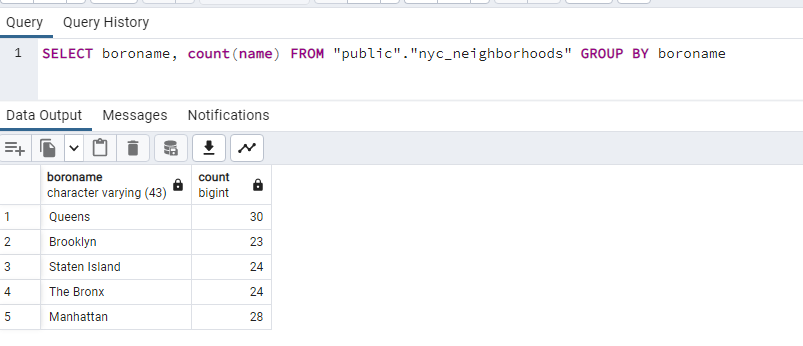 Query Query History
1 SELECT boroname, count(name) FROM "public"."nyc_neighborhoods" GROUP BY boroname
Data Output Messages Notifications
boroname count
character varying (43) bigint
1 Queens 30
2 Brooklyn 23
3 Staten Island 24
4 The Bronx 24
5 Manhattan 28